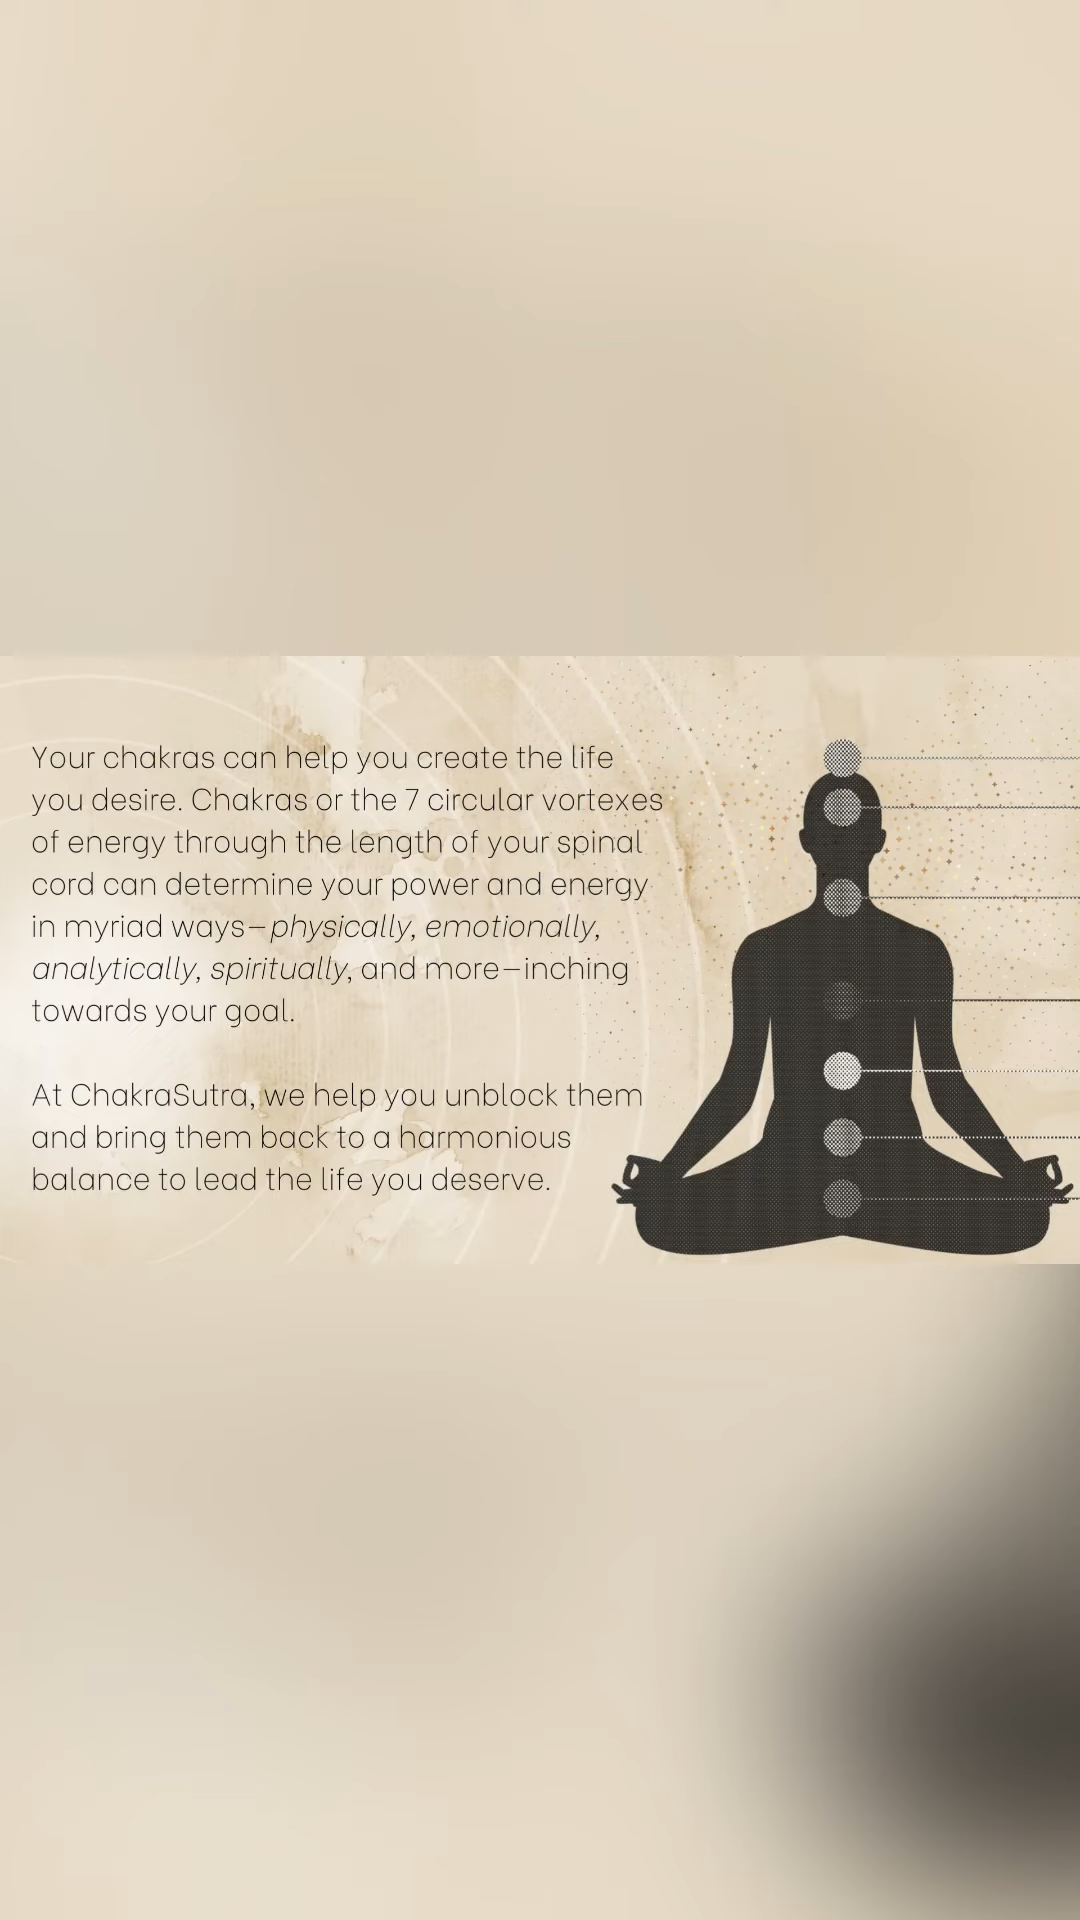 Your chakras can help you create the life
you desire. Chakras or the 7 circular vortexes
of energy through the length of your spinal
cord can determine your power and energy
in myriad ways—physically, emotionally,
analytically, spiritually, and more—inching
towards your goal.
At ChakraSutra, we help you unblock them
and bring them back to a harmonious
balance to lead the life you deserve.